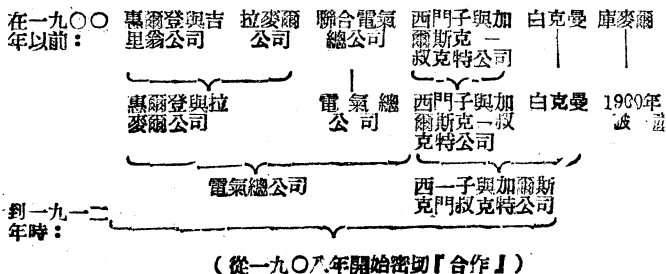 在一九〇〇 惠爾登與吉 拉麥爾 聯合電氣 西門子與加 白克曼 庫麥爾
年以前： 里翁公司 公司 總公司 爾斯克－
叔克特公司
惠爾登與拉 電氣總 西門子與加 白克曼 1900年
麥爾公司 公司 爾斯克－叔 破
克特公司
電氣總公司 西一子與加爾斯
克門叔克特公司
到一九一二
年時：
（從一九〇八年開始密切『合作』）